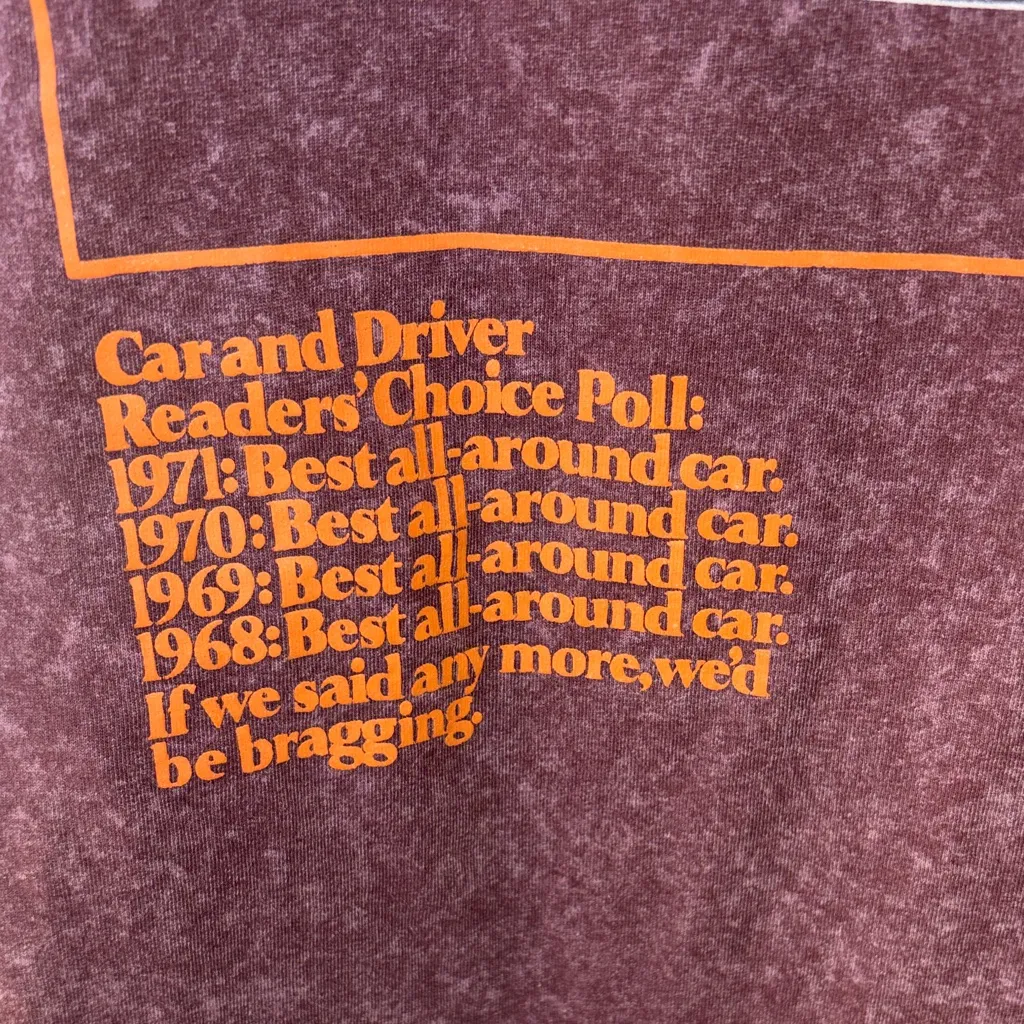 Car and Driver
Readers' Choice Poll:
1971: Best all-around car.
1970: Best all-around car.
1969: Best all-around car.
1968: Best all-around car.
If we said any more, we'd
be bragging.